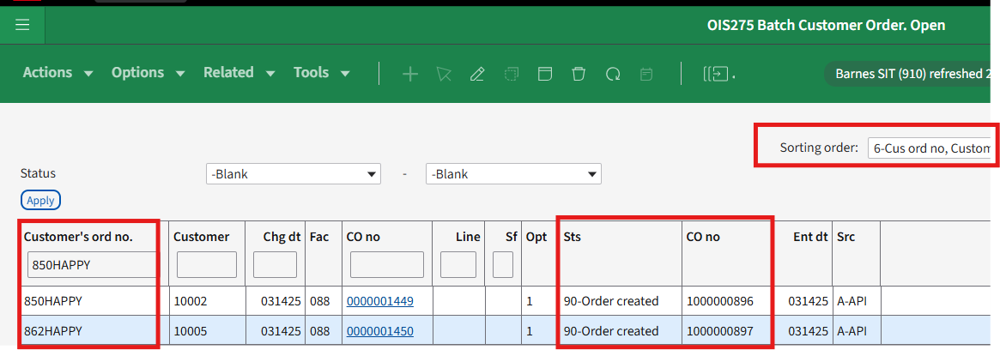 OIS275 Batch Customer Order. Open
Actions Options Related Tools Barnes SIT (910) refreshed 2
Sorting order: 6-Cus ord no, Custom
Status -Blank - -Blank
Apply
Customer's ord no. Customer Chg dt Fac CO no Line Sf Opt Sts CO no Ent dt Src
850HAPPY
850HAPPY 10002 031425 088 0000001449 1 90-Order created 1000000896 031425 A-API
862HAPPY 10005 031425 088 0000001450 1 90-Order created 1000000897 031425 A-API